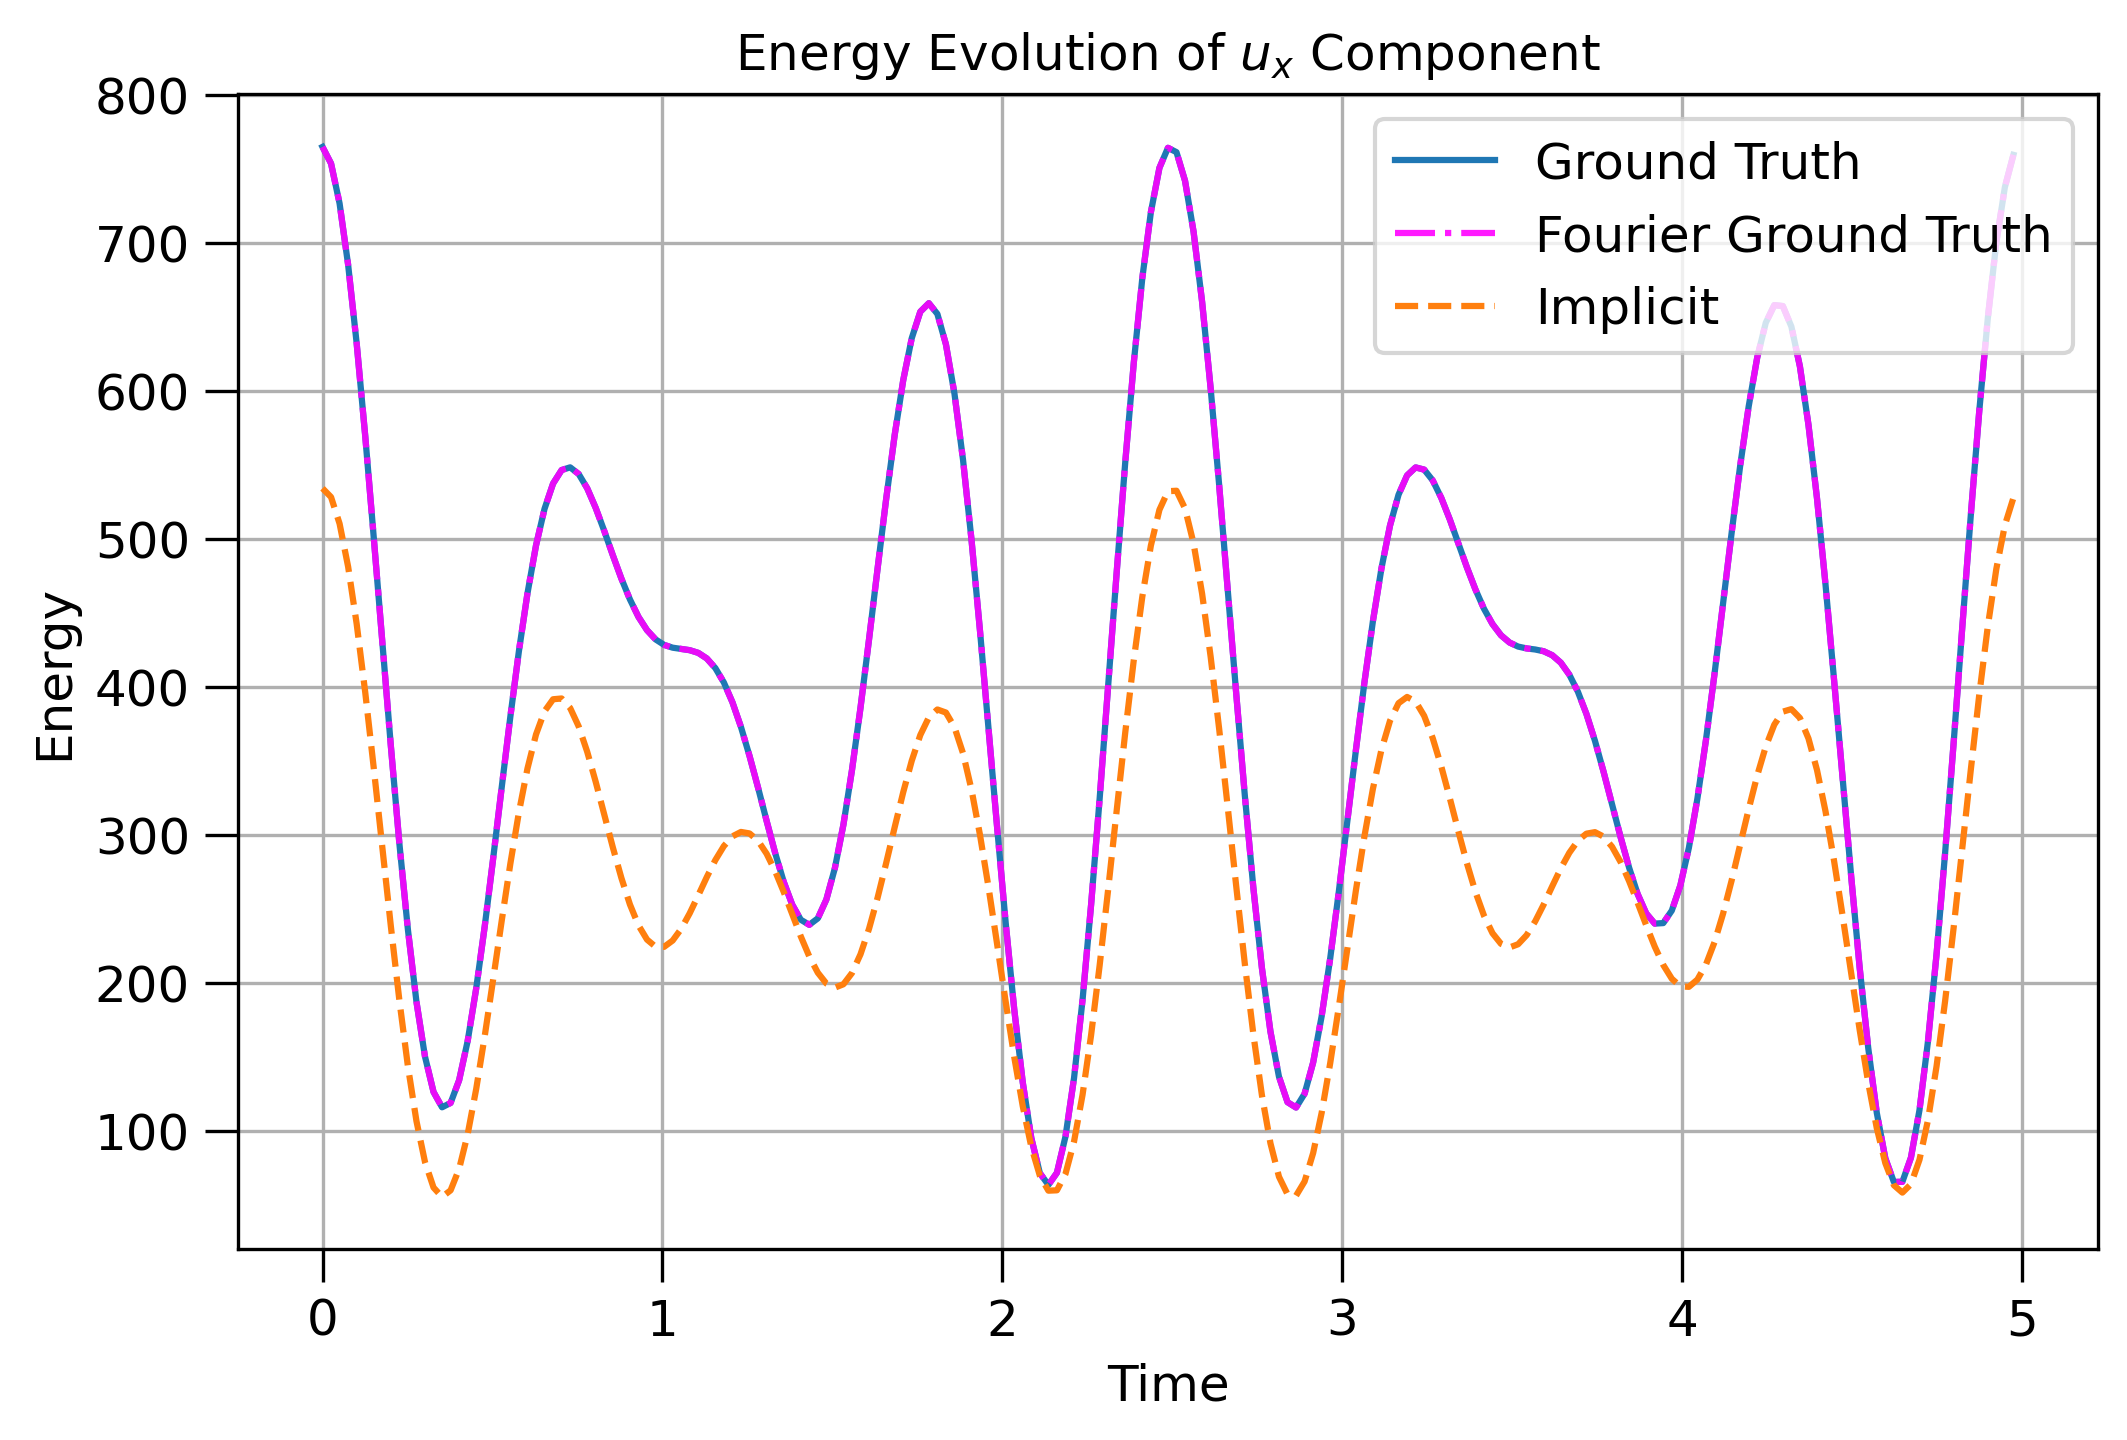 Energy Evolution of uₓ Component
800
700
600
500
400
300
200
100
Energy
Ground Truth
Fourier Ground Truth
Implicit
0 1 2 3 4 5
Time